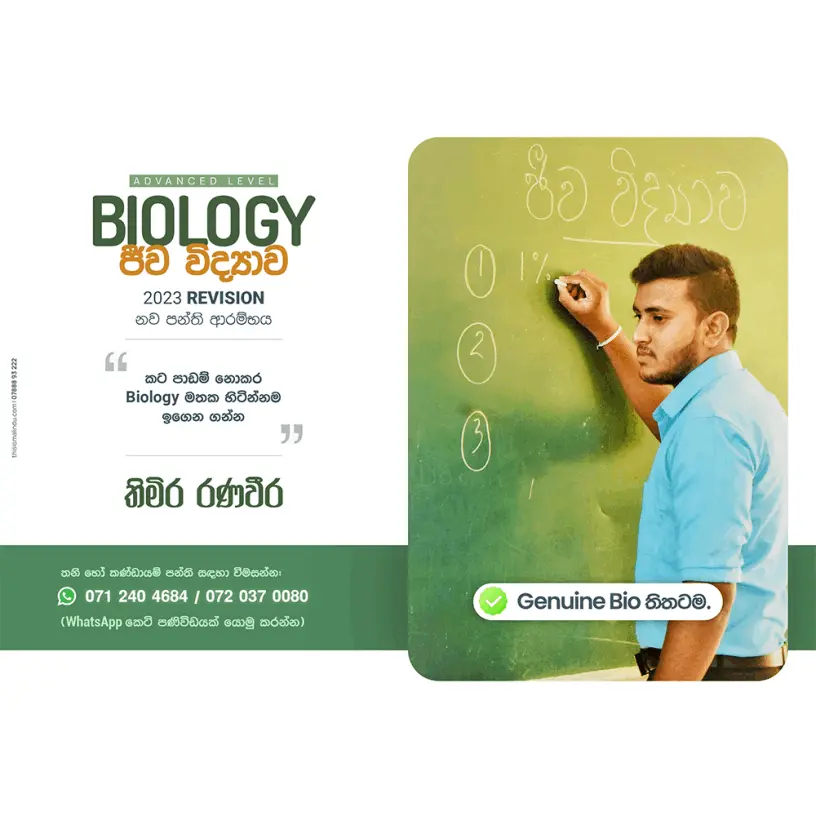 ADVANCED LEVEL
BIOLOGY
ජීව විද්‍යාව
2023 REVISION
නව පන්ති ආරම්භය
“
කට පාඩම් නොකර
Biology මතක හිටින්නම
ඉගෙන ගන්න
”
තිමිර රණවීර
තනි හෝ කණ්ඩායම් පන්ති සඳහා විමසන්න:
071 240 4684 / 072 037 0080
(WhatsApp කෙටි පණිවිඩයක් යොමු කරන්න)
ජීව විද්‍යාව
1 1%
2
3
Genuine Bio තිතටම.